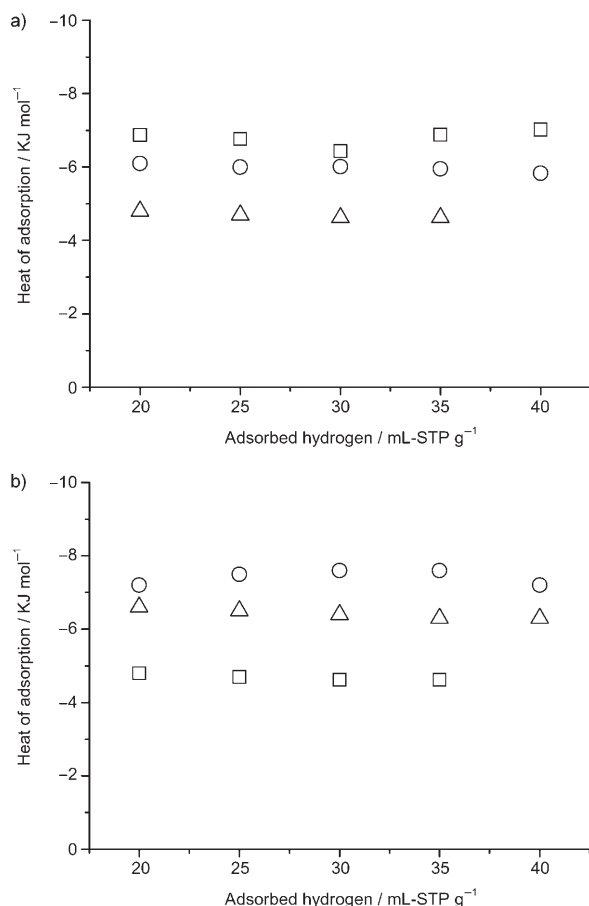 a)
−10
−8
−6
−4
−2
0
Heat of adsorption / KJ mol⁻¹
20 25 30 35 40
Adsorbed hydrogen / mL-STP g⁻¹
b)
−10
−8
−6
−4
−2
0
Heat of adsorption / KJ mol⁻¹
20 25 30 35 40
Adsorbed hydrogen / mL-STP g⁻¹